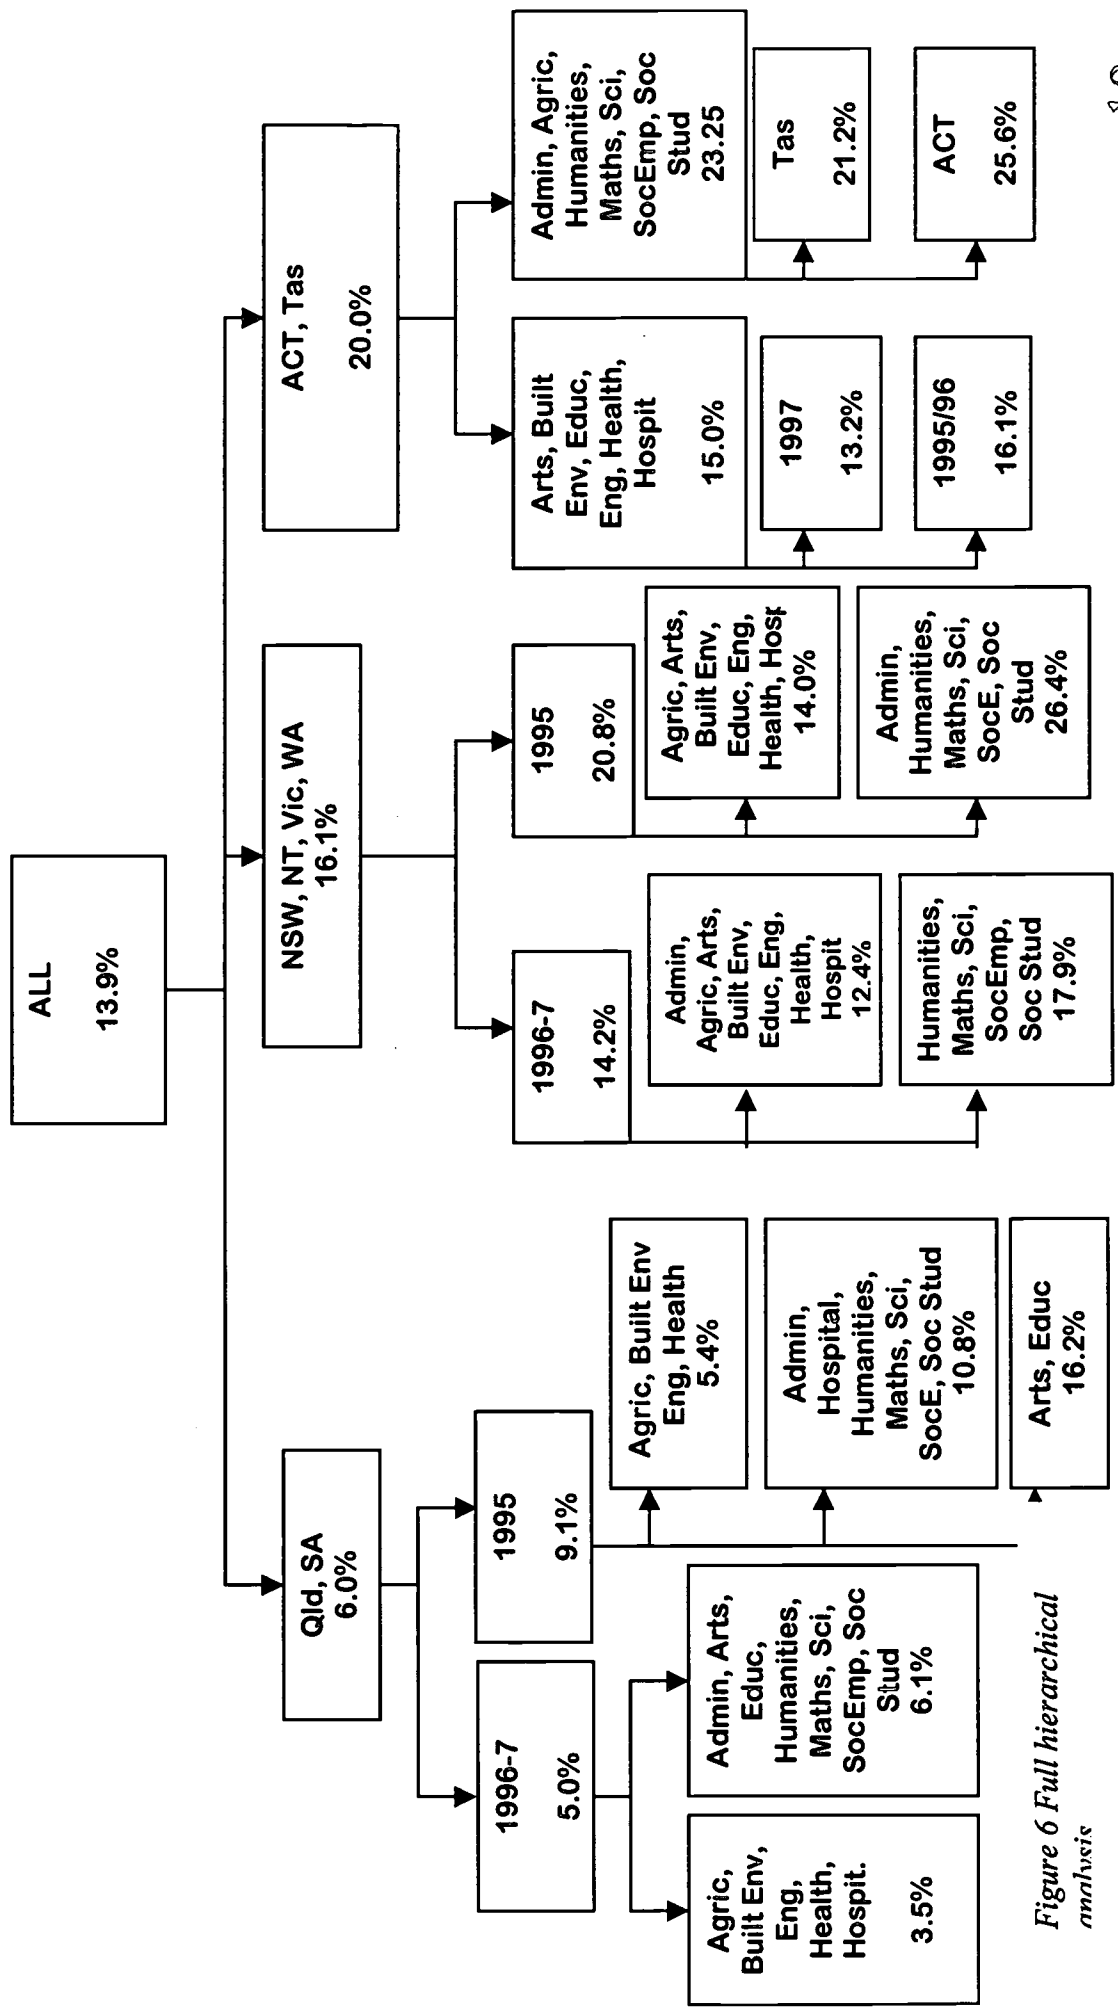 ALL
13.9%
Qld, SA
6.0%
NSW, NT, Vic, WA
16.1%
ACT, Tas
20.0%
1996-7
5.0%
1995
9.1%
1996-7
14.2%
1995
20.8%
Arts, Built
Env, Educ,
Eng, Health,
Hospit
15.0%
Admin, Agric,
Humanities,
Maths, Sci,
SocEmp, Soc
Stud
23.25
Agric,
Built Env,
Eng,
Health,
Hospit.
3.5%
Admin, Arts,
Educ,
Humanities,
Maths, Sci,
SocEmp, Soc
Stud
6.1%
Agric, Built Env
Eng, Health
5.4%
Admin,
Hospital,
Humanities,
Maths, Sci,
SocE, Soc Stud
10.8%
Arts, Educ
16.2%
Admin,
Agric, Arts,
Built Env,
Educ, Eng,
Health,
Hospit
12.4%
Humanities,
Maths, Sci,
SocEmp,
Soc Stud
17.9%
Agric, Arts,
Built Env,
Educ, Eng,
Health, Hosp
14.0%
Admin,
Humanities,
Maths, Sci,
SocE, Soc
Stud
26.4%
1997
13.2%
1995/96
16.1%
Tas
21.2%
ACT
25.6%
Figure 6 Full hierarchical
analysis